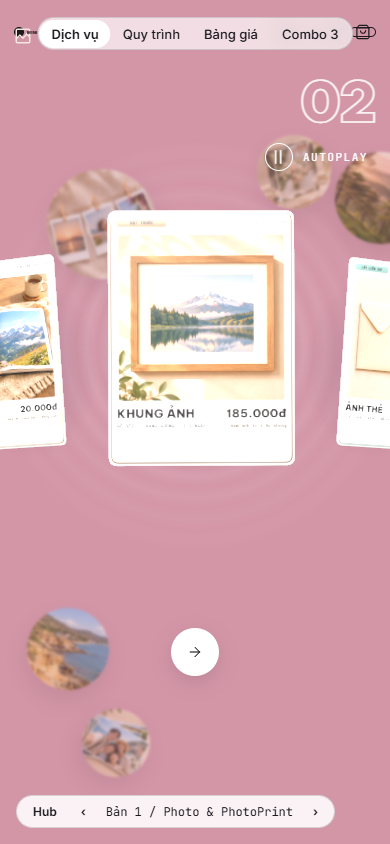 Dịch vụ
Quy trình
Bảng giá
Combo 3
02
AUTOPLAY
KHUNG ẢNH
185.000đ
20.000đ
ẢNH THẺ
Hub
‹
Bản 1 / Photo & PhotoPrint
›